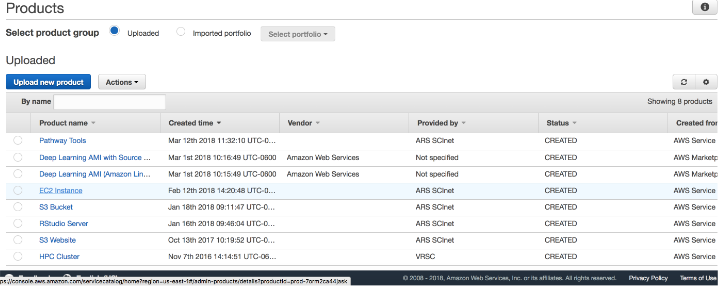 Products
Select product group Uploaded Imported portfolio Select portfolio
Uploaded
Upload new product Actions
By name Showing 8 products
Product name Created time Vendor Provided by Status Created from
Pathway Tools Mar 12th 2018 11:32:10 UTC-0... ARS SCInet CREATED AWS Service
Deep Learning AMI with Source ... Mar 1st 2018 10:16:49 UTC-0600 Amazon Web Services Not specified CREATED AWS Marketp
Deep Learning AMI (Amazon Lin... Mar 1st 2018 10:15:49 UTC-0600 Amazon Web Services Not specified CREATED AWS Marketp
EC2 Instance Feb 12th 2018 14:20:48 UTC-0... ARS SCInet CREATED AWS Service
S3 Bucket Jan 18th 2018 09:11:47 UTC-0... ARS SCInet CREATED AWS Service
RStudio Server Jan 16th 2018 09:46:04 UTC-0... ARS SCInet CREATED AWS Service
S3 Website Oct 13th 2017 10:19:52 UTC-0... ARS SCInet CREATED AWS Service
HPC Cluster Nov 7th 2016 14:14:51 UTC-06... VRSC CREATED AWS Service
© 2008 - 2018, Amazon Web Services, Inc. or its affiliates. All rights reserved. Privacy Policy Terms of Use
ps://console.aws.amazon.com/servicecatalog/home?region=us-east-1#/admin-products/details?productId=prod-7orm2ca44jask